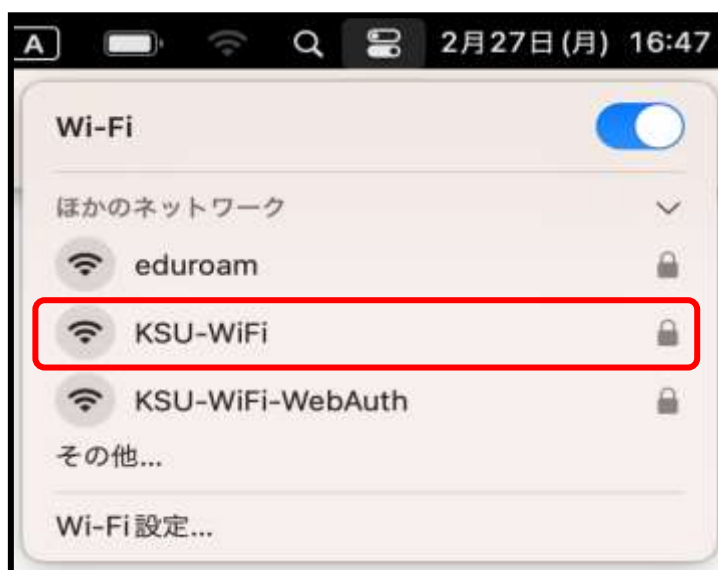 A 2月27日(月) 16:47
Wi-Fi
ほかのネットワーク
eduroam
KSU-WiFi
KSU-WiFi-WebAuth
その他...
Wi-Fi設定...